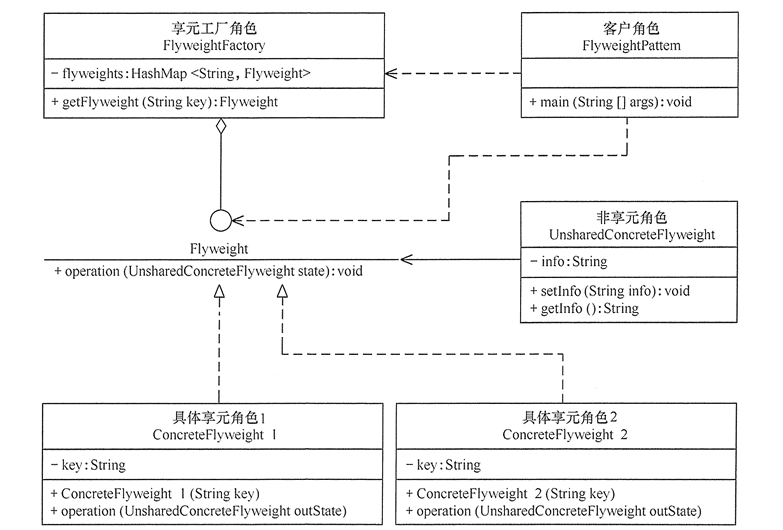 享元工厂角色
FlyweightFactory
- flyweights:HashMap <String, Flyweight>
+ getFlyweight (String key):Flyweight
客户角色
FlyweightPattem
+ main (String [] args):void
Flyweight
+ operation (UnsharedConcreteFlyweight state):void
非享元角色
UnsharedConcreteFlyweight
- info:String
+ setInfo (String info):void
+ getInfo ():String
具体享元角色1
ConcreteFlyweight 1
- key:String
+ ConcreteFlyweight 1 (String key)
+ operation (UnsharedConcreteFlyweight outState)
具体享元角色2
ConcreteFlyweight 2
- key:String
+ ConcreteFlyweight 2 (String key)
+ operation (UnsharedConcreteFlyweight outState)